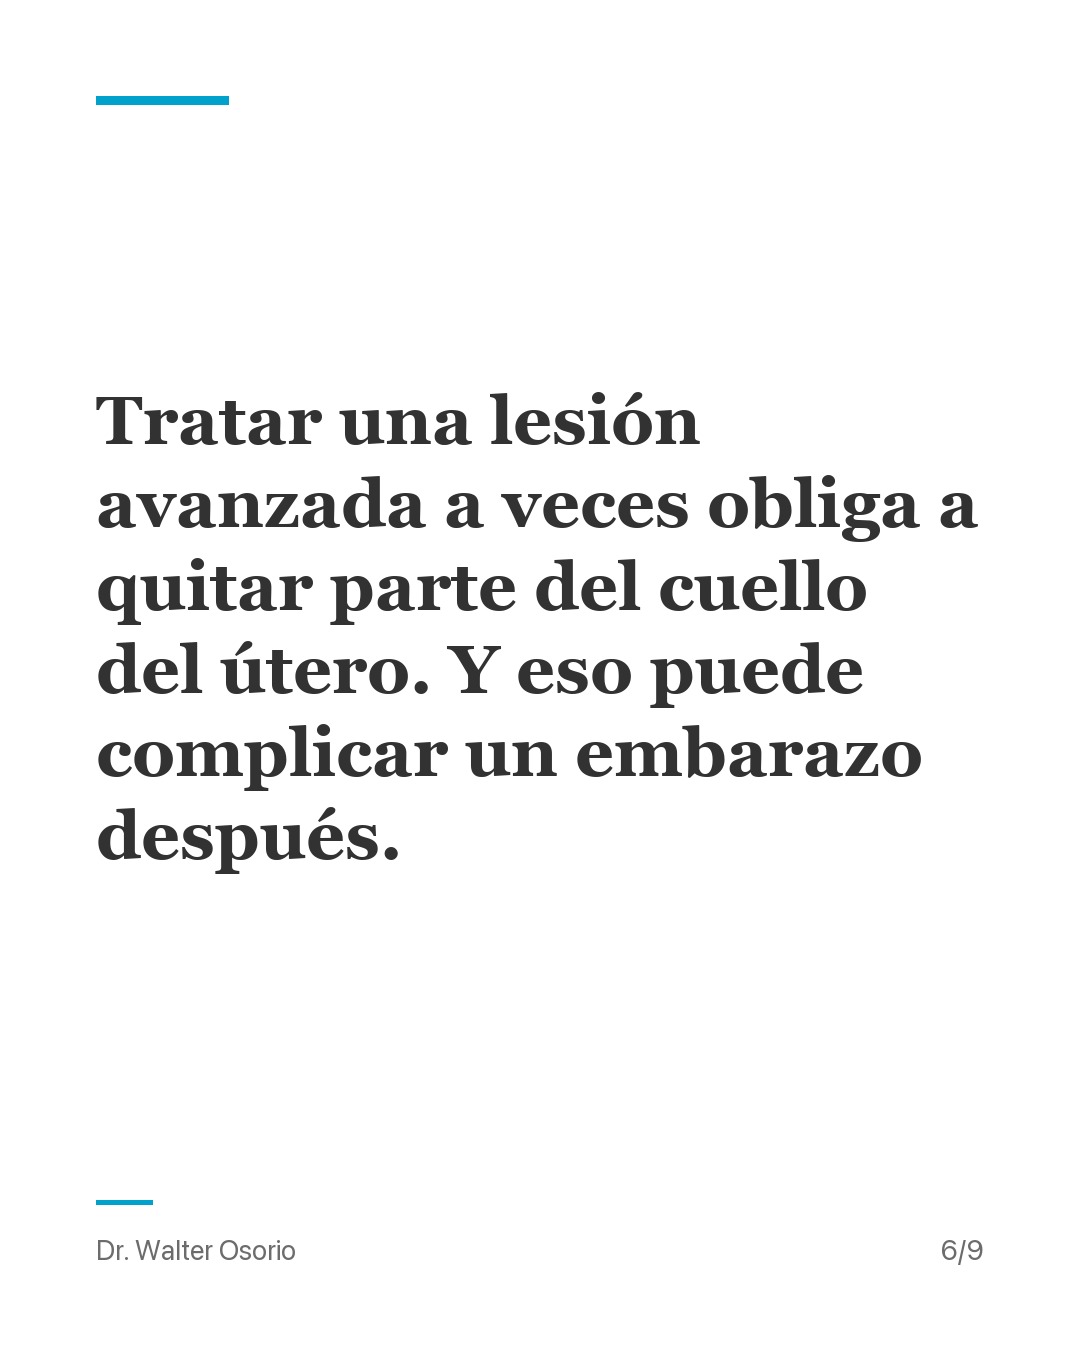 Tratar una lesión
avanzada a veces obliga a
quitar parte del cuello
del útero. Y eso puede
complicar un embarazo
después.
Dr. Walter Osorio
6/9